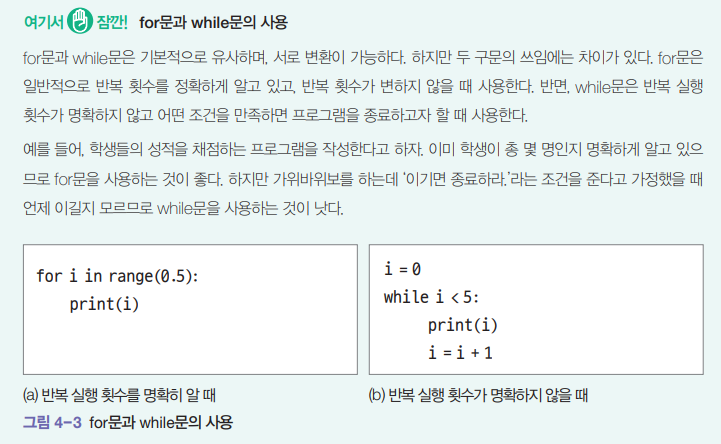 여기서 잠깐! for문과 while문의 사용
for문과 while문은 기본적으로 유사하며, 서로 변환이 가능하다. 하지만 두 구문의 쓰임에는 차이가 있다. for문은
일반적으로 반복 횟수를 정확하게 알고 있고, 반복 횟수가 변하지 않을 때 사용한다. 반면, while문은 반복 실행
횟수가 명확하지 않고 어떤 조건을 만족하면 프로그램을 종료하고자 할 때 사용한다.
예를 들어, 학생들의 성적을 채점하는 프로그램을 작성한다고 하자. 이미 학생이 총 몇 명인지 명확하게 알고 있으
므로 for문을 사용하는 것이 좋다. 하지만 가위바위보를 하는데 ‘이기면 종료하라.’라는 조건을 준다고 가정했을 때
언제 이길지 모르므로 while문을 사용하는 것이 낫다.
for i in range(0.5):
    print(i)
i = 0
while i < 5:
    print(i)
    i = i + 1
(a) 반복 실행 횟수를 명확히 알 때
(b) 반복 실행 횟수가 명확하지 않을 때
그림 4-3 for문과 while문의 사용